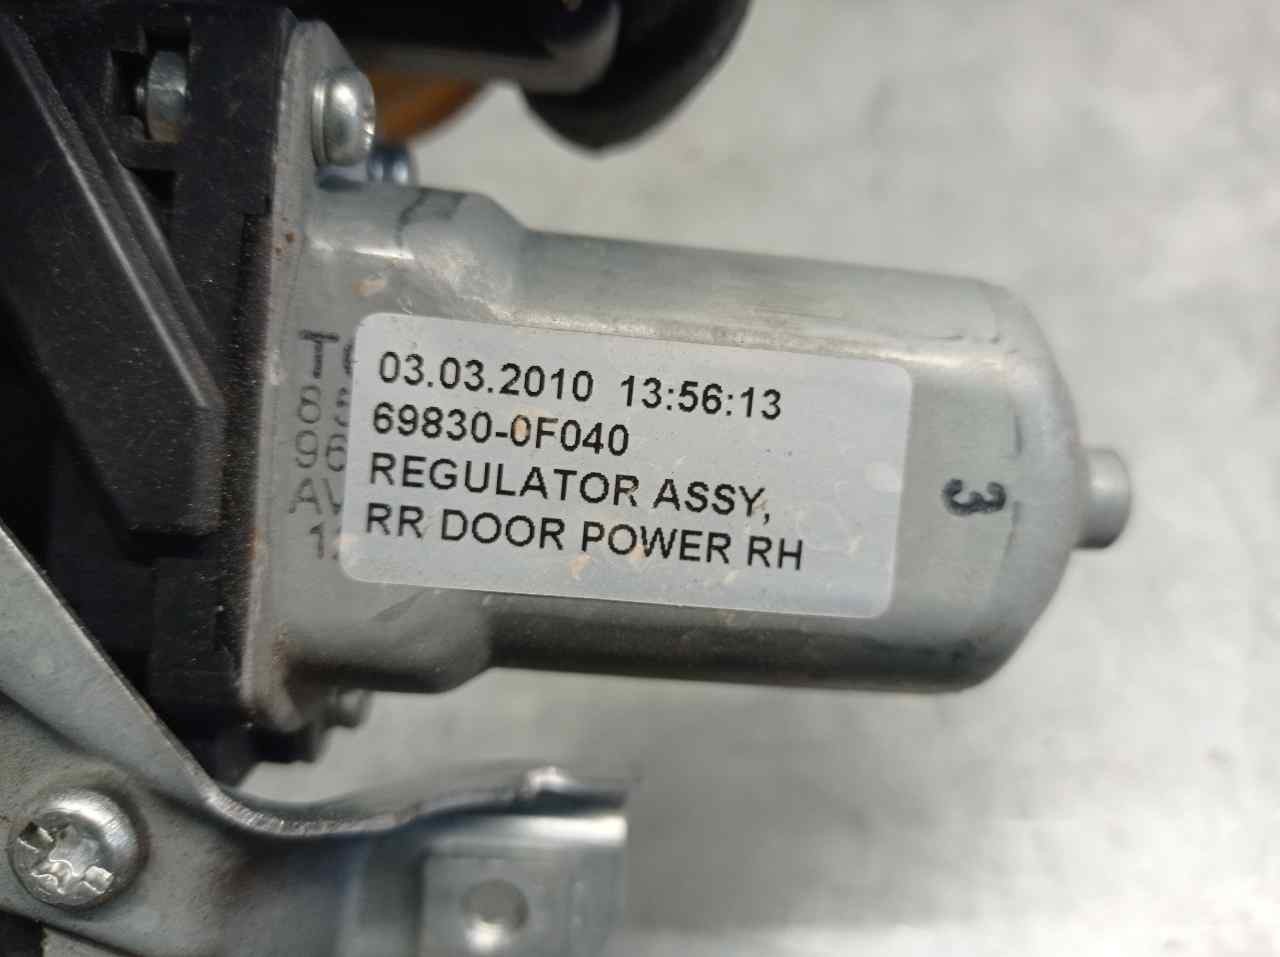 03.03.2010 13:56:13
69830-0F040
REGULATOR ASSY,
RR DOOR POWER RH
3